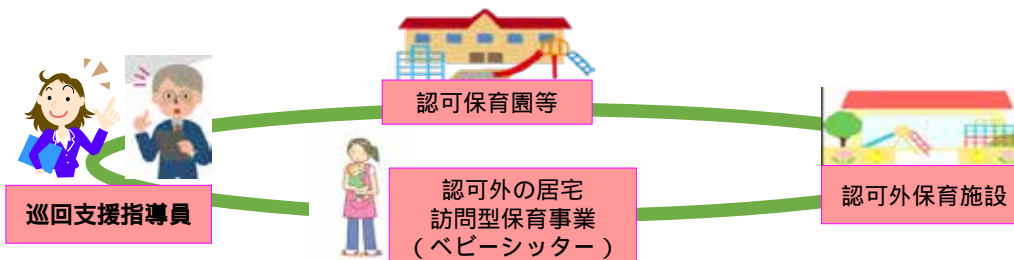 認可保育園等
巡回支援指導員
認可外の居宅
訪問型保育事業
（ベビーシッター）
認可外保育施設